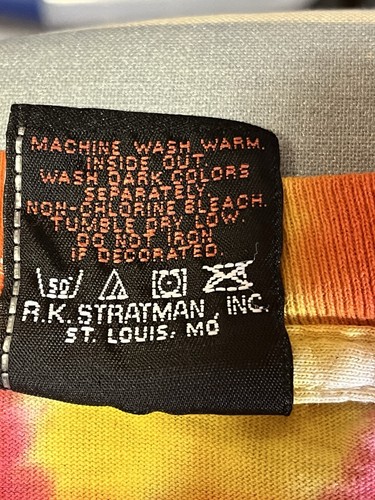 MACHINE WASH WARM.
INSIDE OUT.
WASH DARK COLORS
SEPARATELY.
NON-CHLORINE BLEACH.
TUMBLE DRY LOW.
DO NOT IRON
IF DECORATED.
50
R.K. STRATMAN, INC.
ST. LOUIS, MO